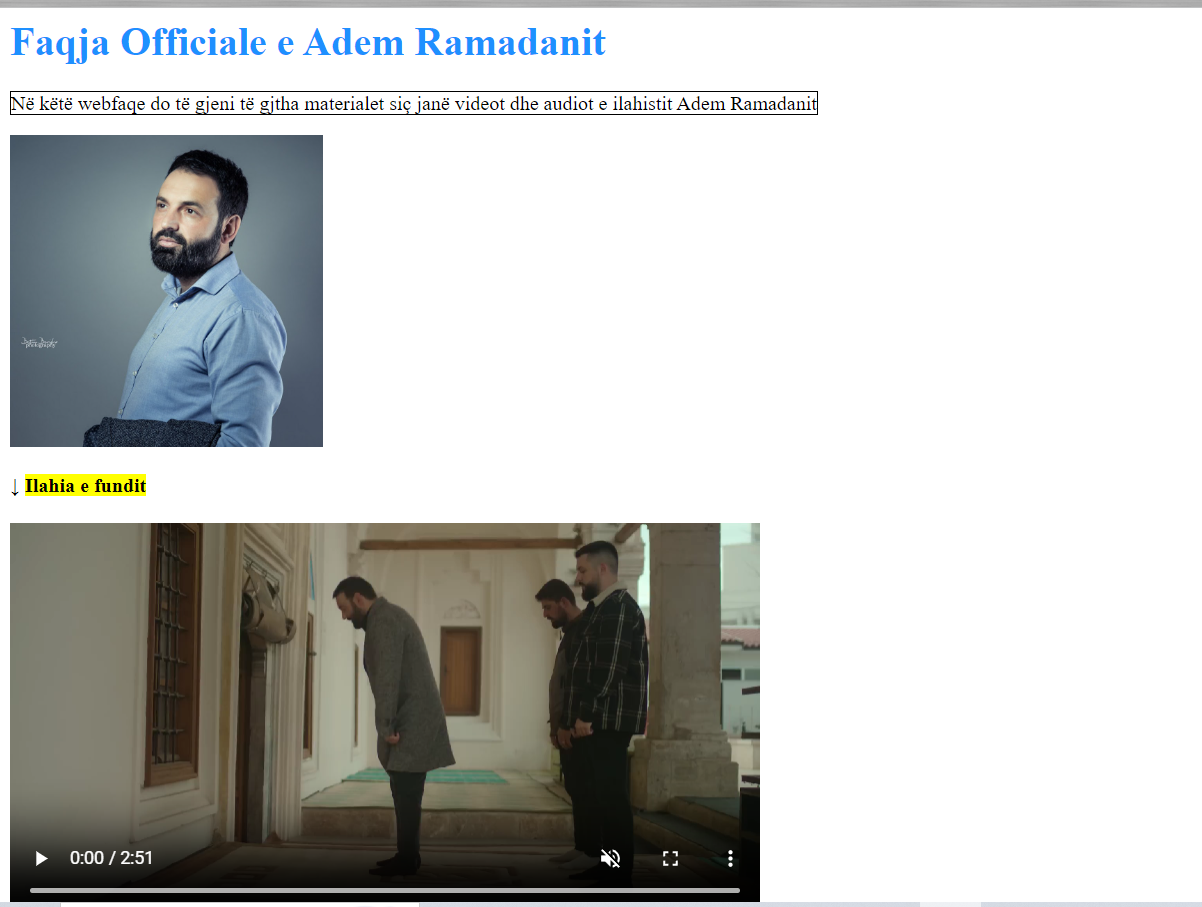 Faqja Officiale e Adem Ramadanit
Në këtë webfaqe do të gjeni të gjtha materialet siç janë videot dhe audiot e ilahistit Adem Ramadanit
↓ Ilahia e fundit
0:00 / 2:51